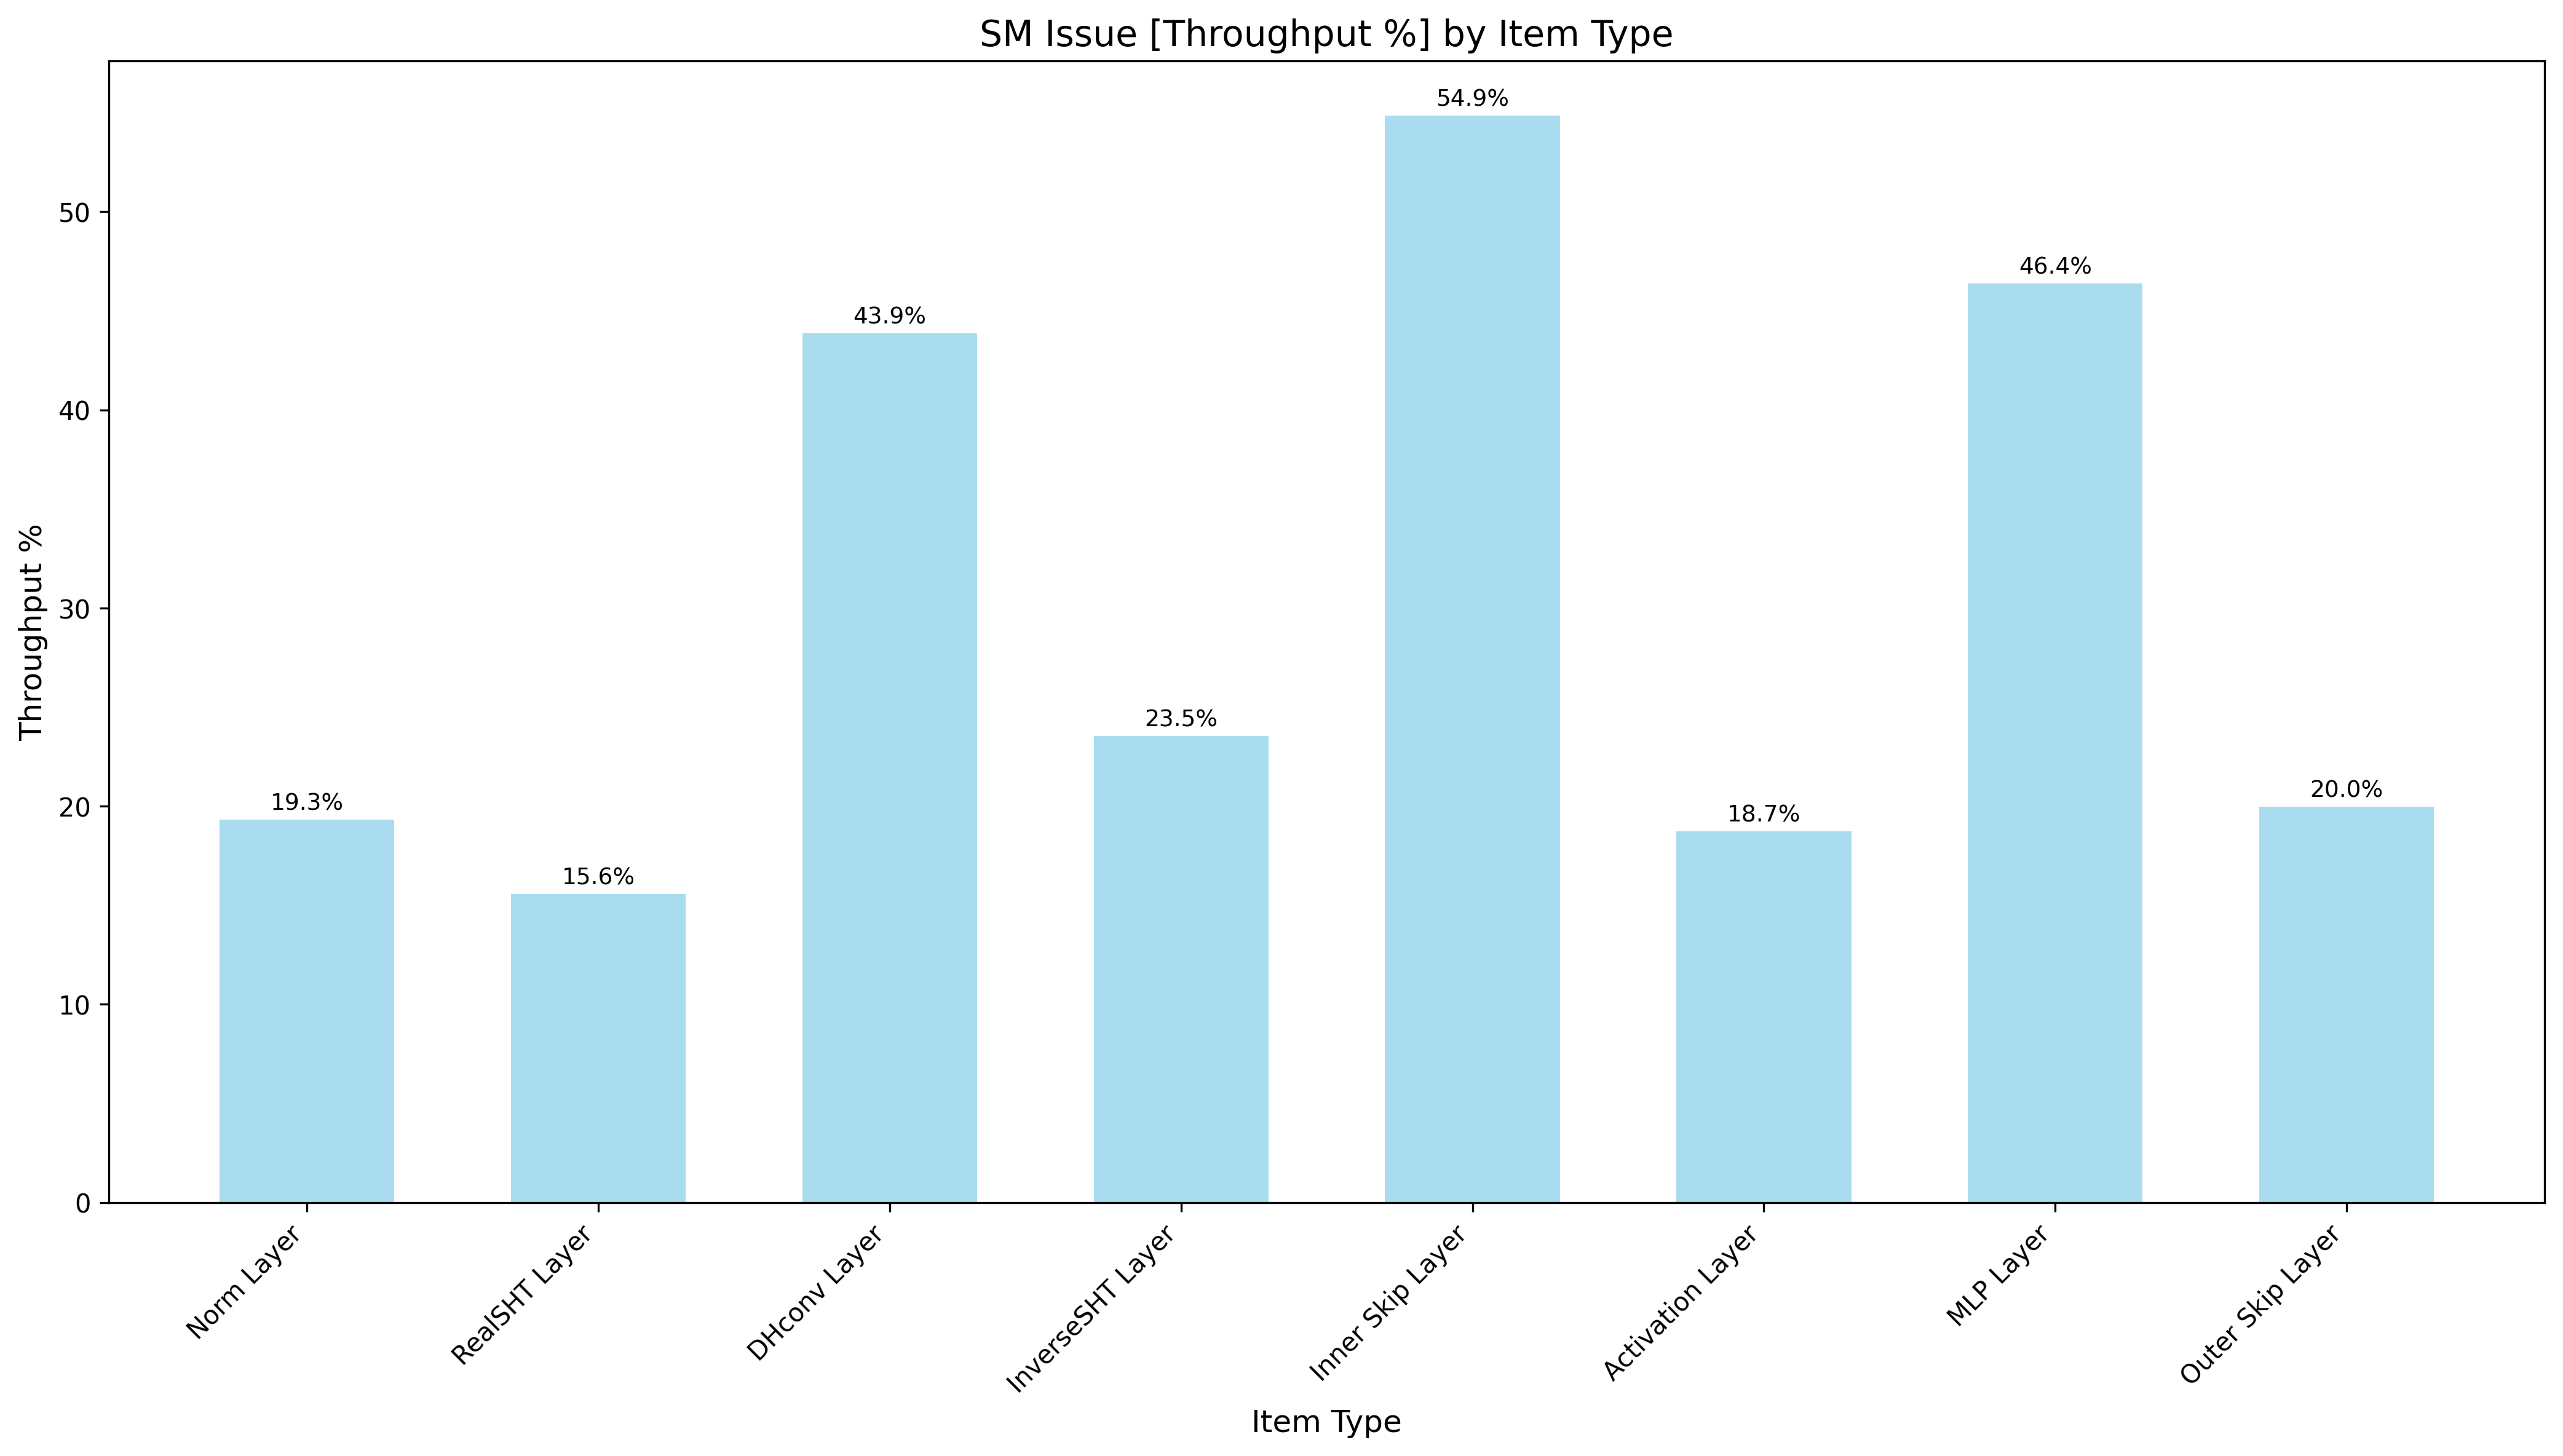 SM Issue [Throughput %] by Item Type
Throughput %
50
40
30
20
10
0
19.3%
15.6%
43.9%
23.5%
54.9%
18.7%
46.4%
20.0%
Norm Layer
RealSHT Layer
DHconv Layer
InverseSHT Layer
Inner Skip Layer
Activation Layer
MLP Layer
Outer Skip Layer
Item Type